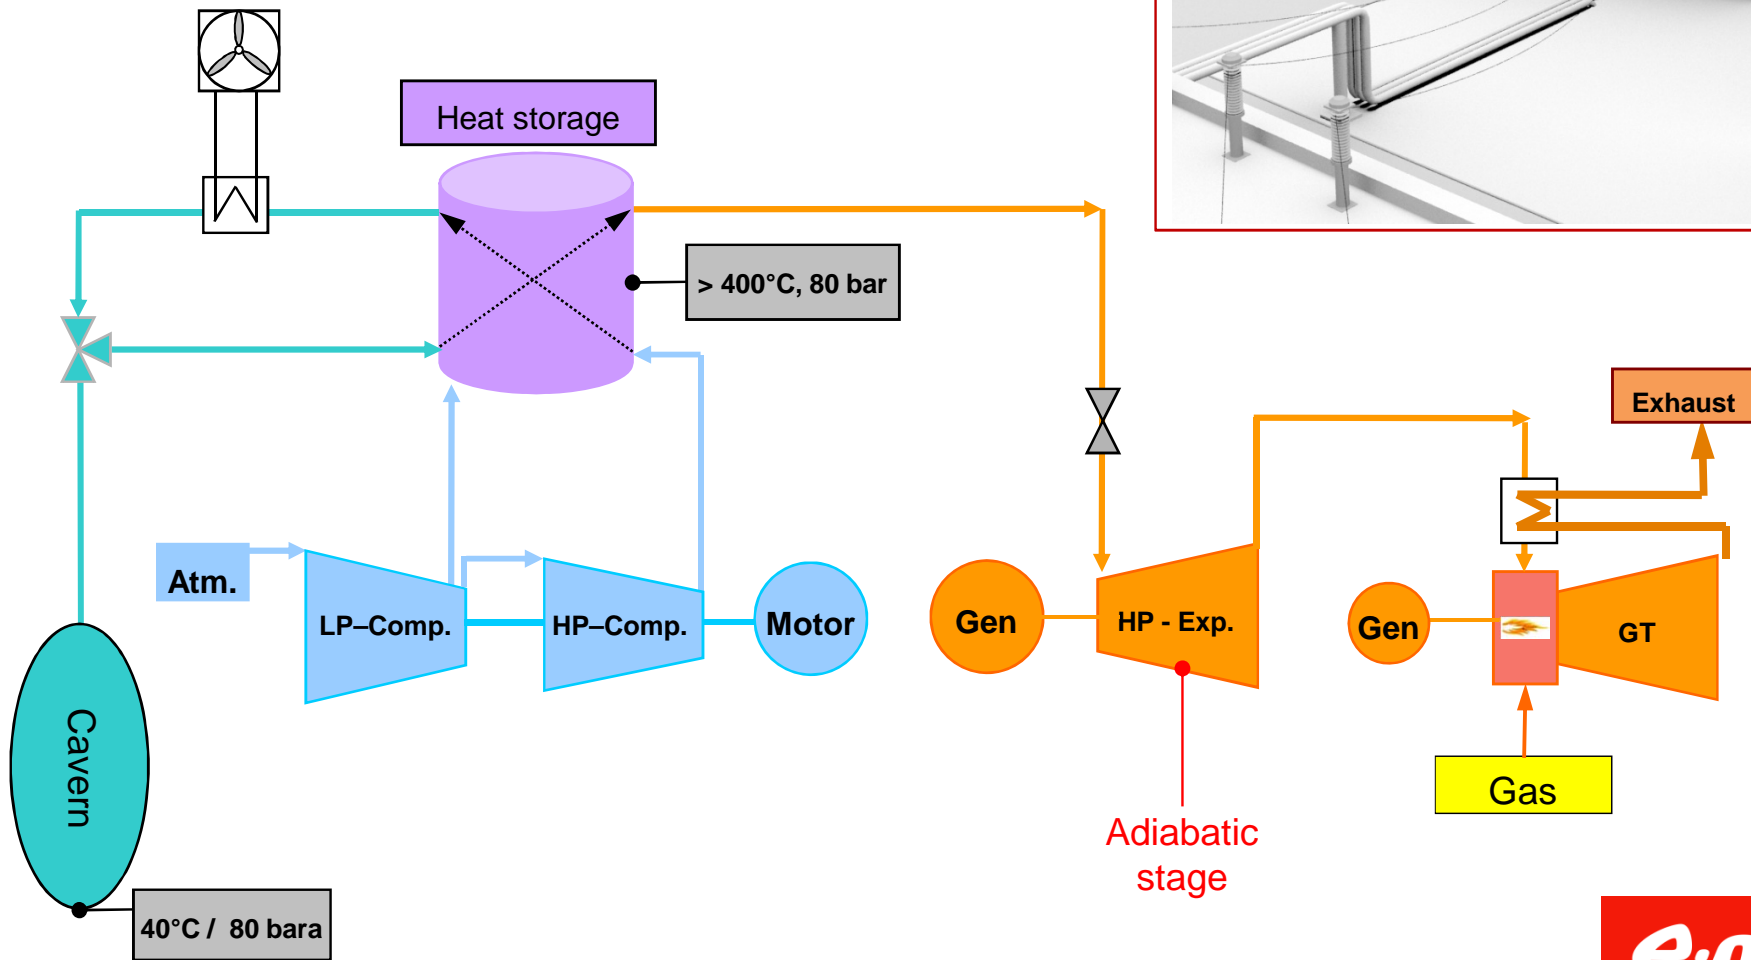 Heat storage
> 400°C, 80 bar
Exhaust
Atm.
LP–Comp.
HP–Comp.
Motor
Gen
HP - Exp.
Gen
GT
Cavern
Gas
Adiabatic
stage
40°C / 80 bara